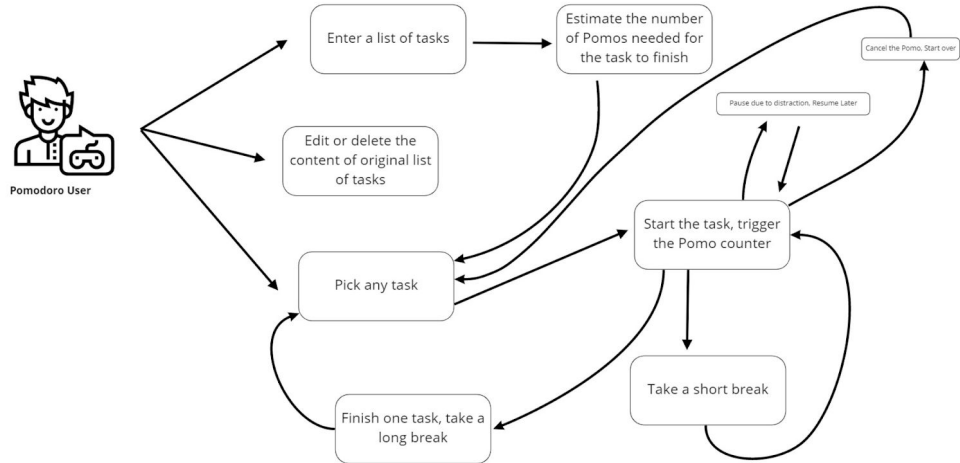 Enter a list of tasks
Estimate the number
of Pomos needed for
the task to finish
Cancel the Pomo, Start over
Pause due to distraction, Resume Later
Edit or delete the
content of original list
of tasks
Pomodoro User
Start the task, trigger
the Pomo counter
Pick any task
Take a short break
Finish one task, take a
long break